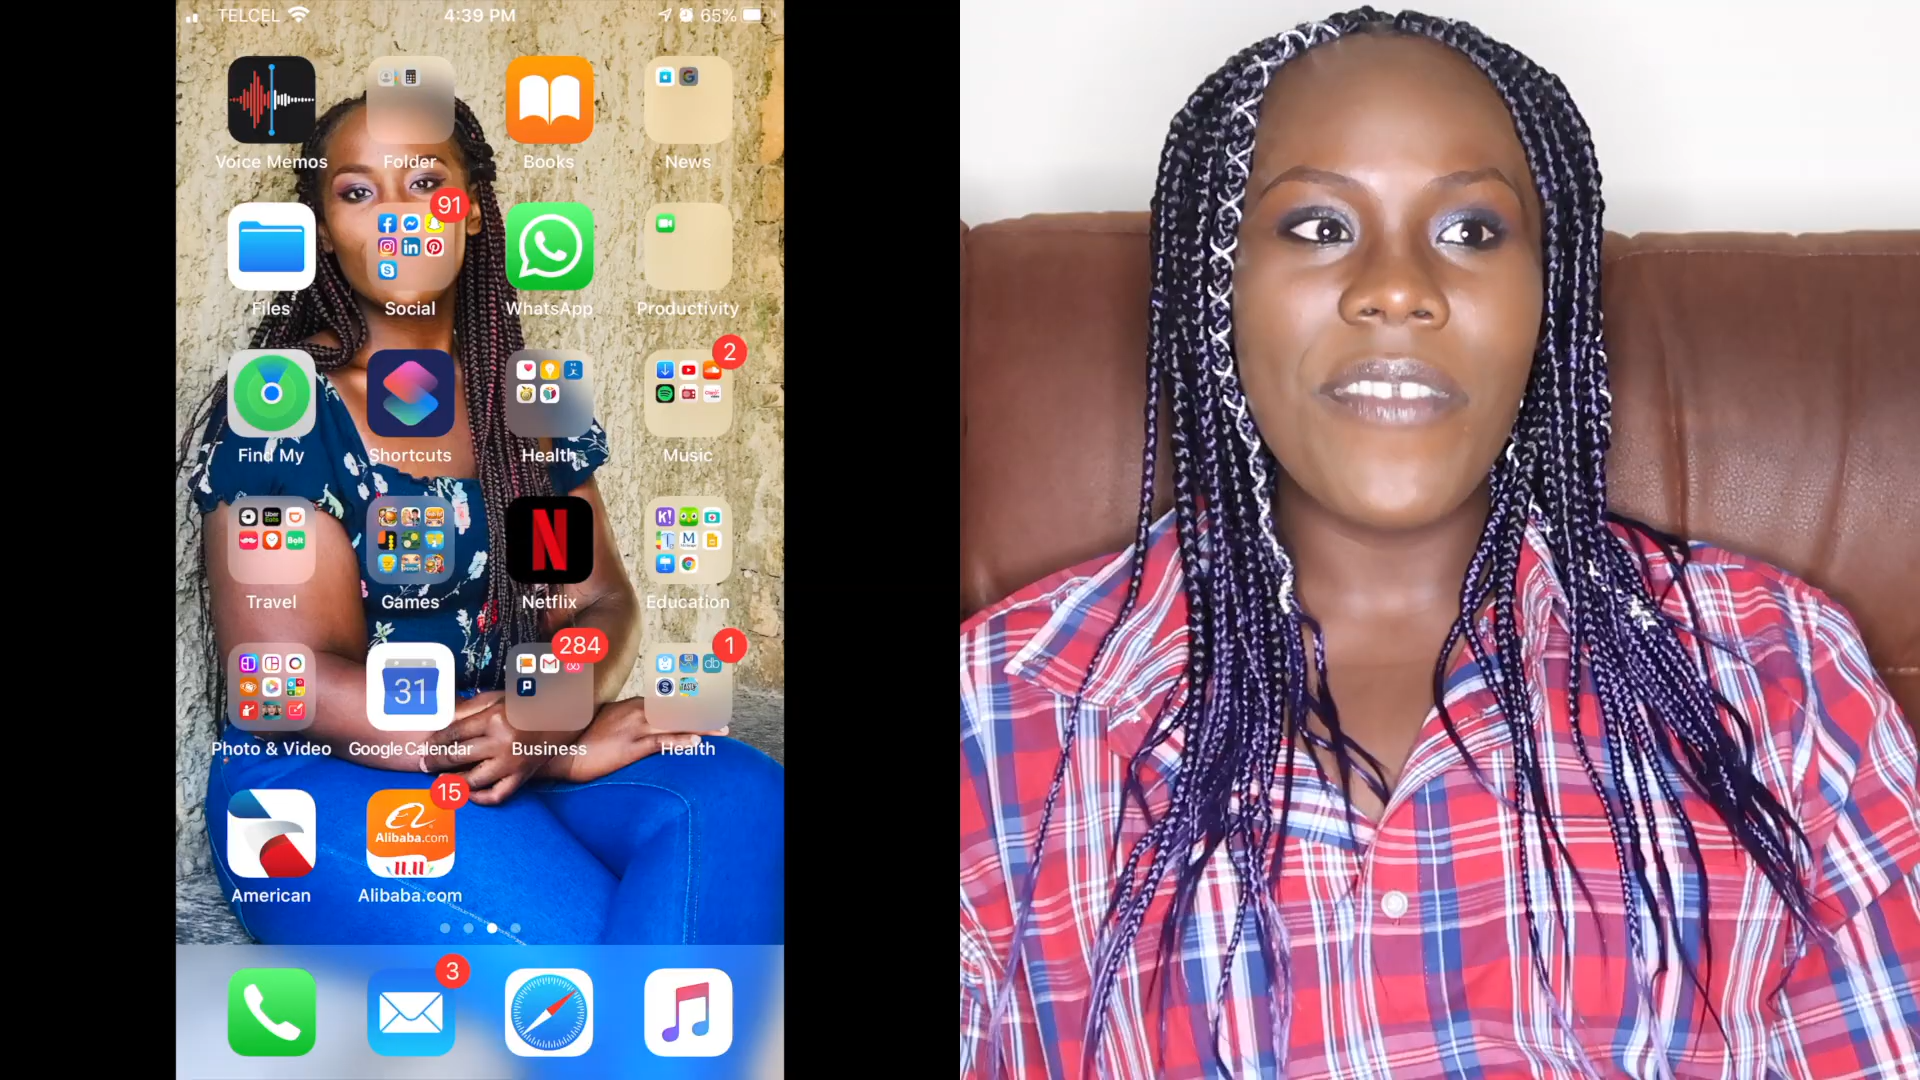 TELCEL 4:39 PM 65%
Voice Memos Folder Books News
91
Files Social WhatsApp Productivity
2
Find My Shortcuts Health Music
Travel Games Netflix Education
31 284 1
Photo & Video Google Calendar Business Health
15
Alibaba.com
11.11
American Alibaba.com
3